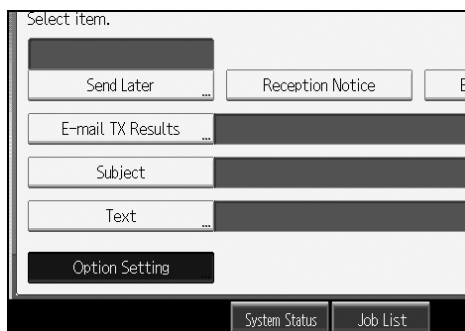 Select item.
Send Later
Reception Notice
E-mail TX Results
Subject
Text
Option Setting
System Status
Job List